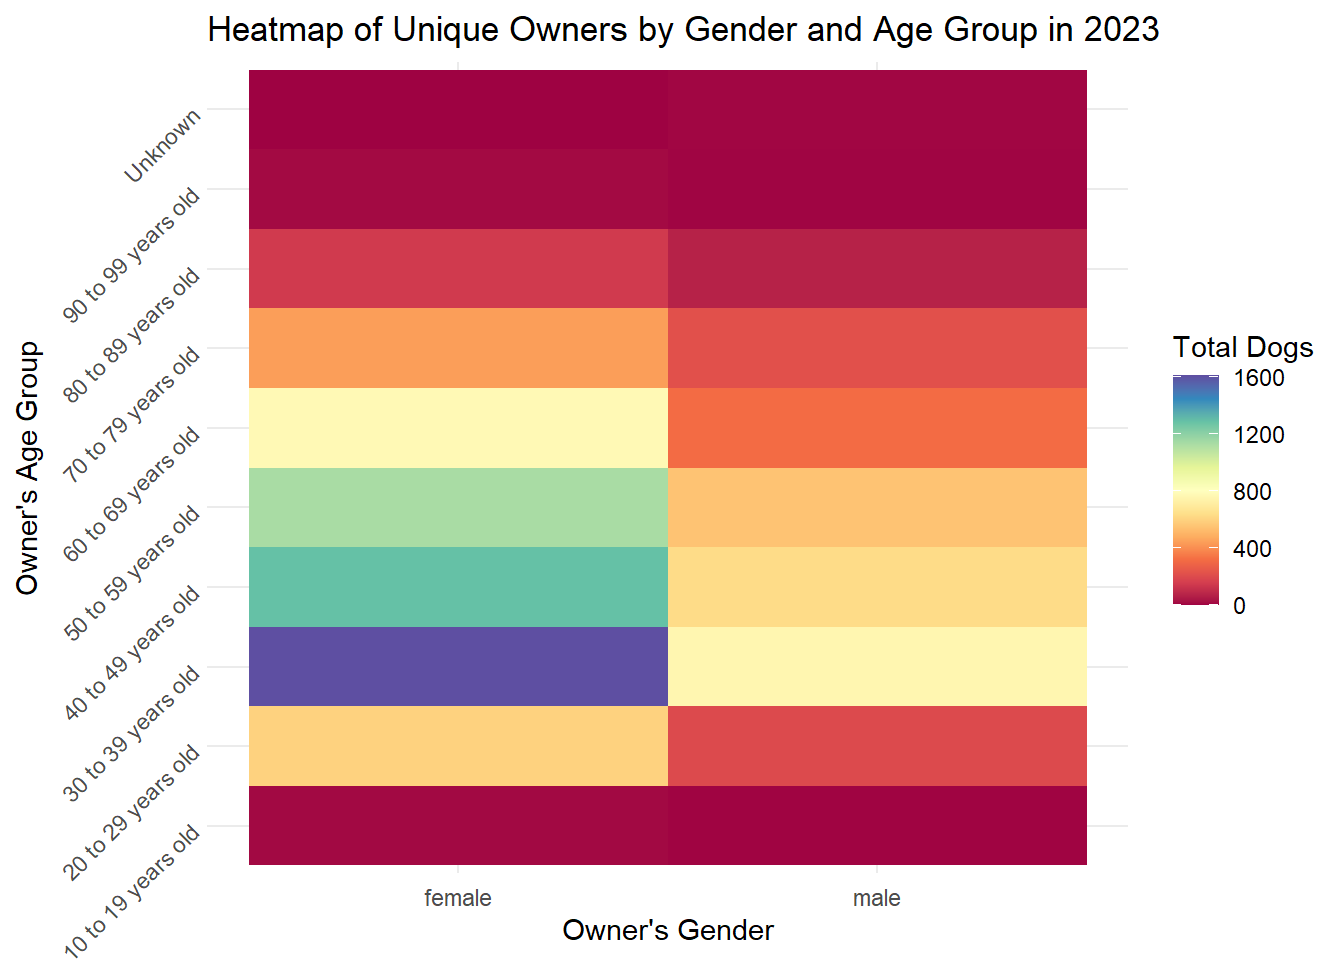 Heatmap of Unique Owners by Gender and Age Group in 2023
Owner's Age Group
Unknown
90 to 99 years old
80 to 89 years old
70 to 79 years old
60 to 69 years old
50 to 59 years old
40 to 49 years old
30 to 39 years old
20 to 29 years old
10 to 19 years old
female
male
Owner's Gender
Total Dogs
1600
1200
800
400
0